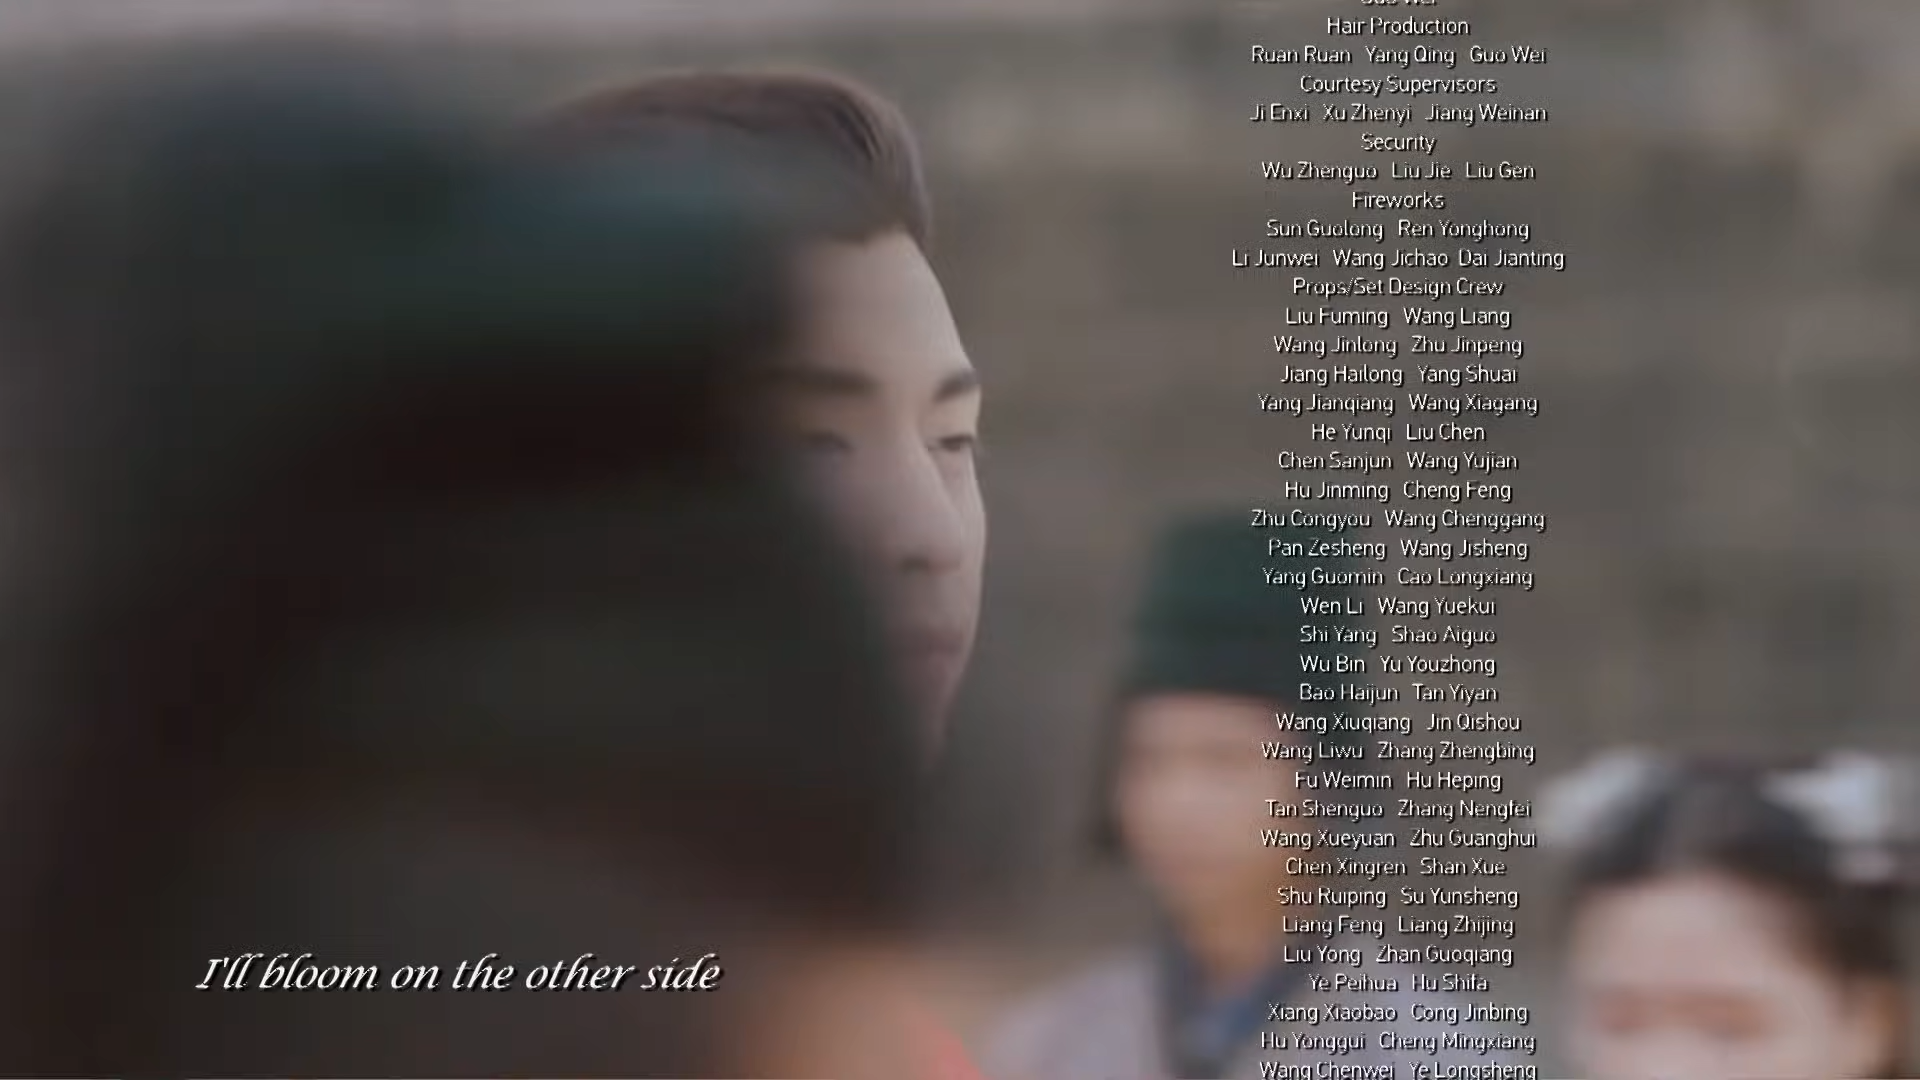 Hair Production
Ruan Ruan Yang Qing Guo Wei
Courtesy Supervisors
Ji Enxi Xu Zhenyi Jiang Weinan
Security
Wu Zhenguo Liu Jie Liu Gen
Fireworks
Sun Guolong Ren Yonghong
Li Junwei Wang Jichao Dai Jianting
Props/Set Design Crew
Liu Fuming Wang Liang
Wang Jinlong Zhu Jinpeng
Jiang Hailong Yang Shuai
Yang Jianqiang Wang Xiagang
He Yunqi Liu Chen
Chen Sanjun Wang Yujian
Hu Jinming Cheng Feng
Zhu Congyou Wang Chenggang
Pan Zesheng Wang Jisheng
Yang Guomin Cao Longxiang
Wen Li Wang Yuekui
Shi Yang Shao Aiguo
Wu Bin Yu Youzhong
Bao Haijun Tan Yiyan
Wang Xiuqiang Jin Qishou
Wang Liwu Zhang Zhengbing
Fu Weimin Hu Heping
Tan Shenguo Zhang Nengfei
Wang Xueyuan Zhu Guanghui
Chen Xingren Shan Xue
Shu Ruiping Su Yunsheng
Liang Feng Liang Zhijing
Liu Yong Zhan Guoqiang
Ye Peihua Hu Shifa
Xiang Xiaobao Cong Jinbing
Hu Yonggui Cheng Mingxiang
Wang Chenwei Ye Longsheng
I'll bloom on the other side